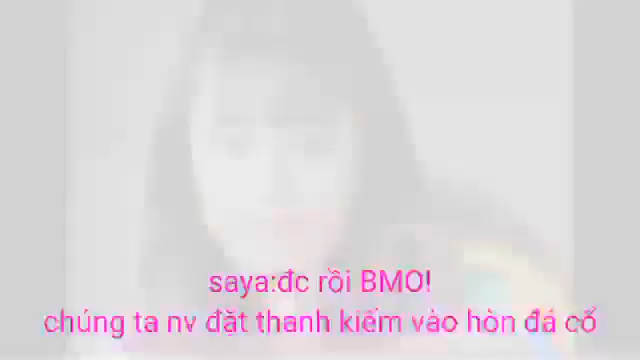 saya:đc rồi BMO!
chúng ta nv đặt thanh kiếm vào hòn đá cổ